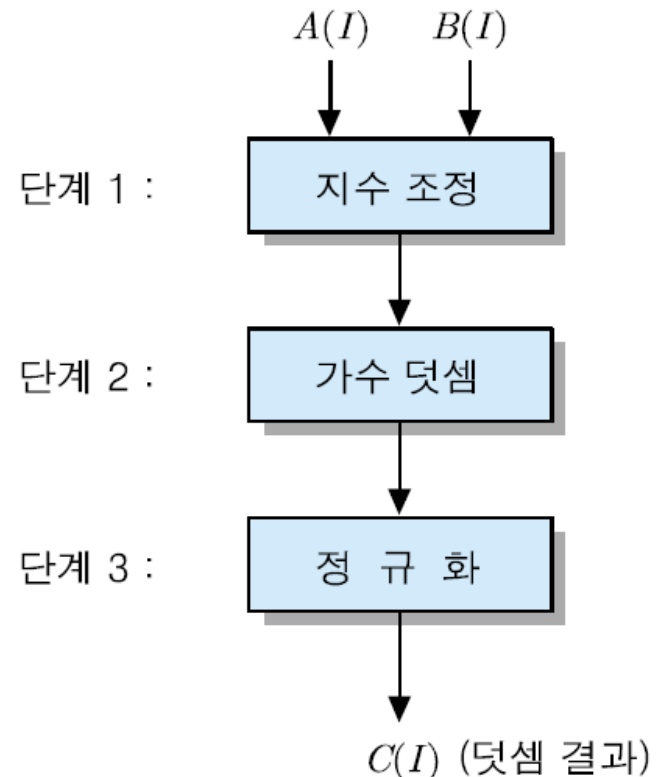 A(I) B(I)
단계 1 : 지수 조정
단계 2 : 가수 덧셈
단계 3 : 정 규 화
C(I) (덧셈 결과)